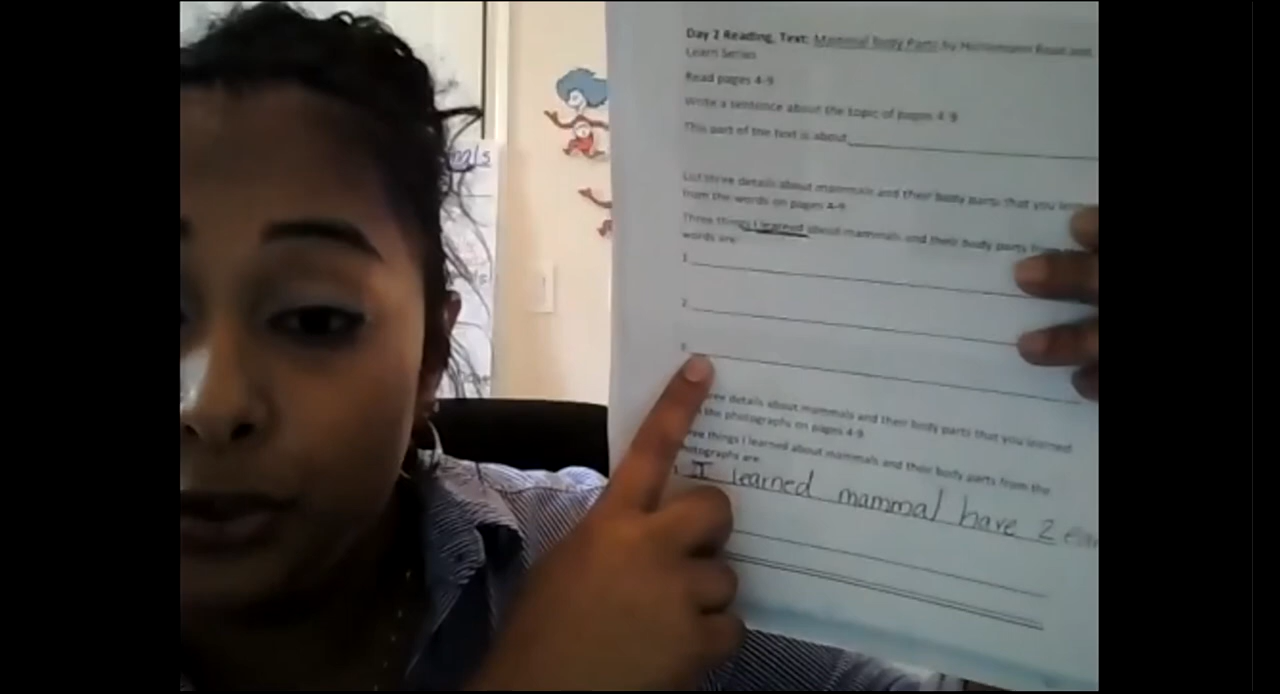 Day 2 Reading, Text: Mammal Body Parts by Heinemann Read and
Learn Series
Read pages 4-9
Write a sentence about the topic of pages 4-9
This part of the text is about
List three details about mammals and their body parts that you
from the words on pages 4-9
Three things I learned about mammals and their body parts from
words are:
1.
2.
3.
details about mammals and their body parts that you learned
the photographs on pages 4-9
things I learned about mammals and their body parts from the
are:
I learned mammal have 2